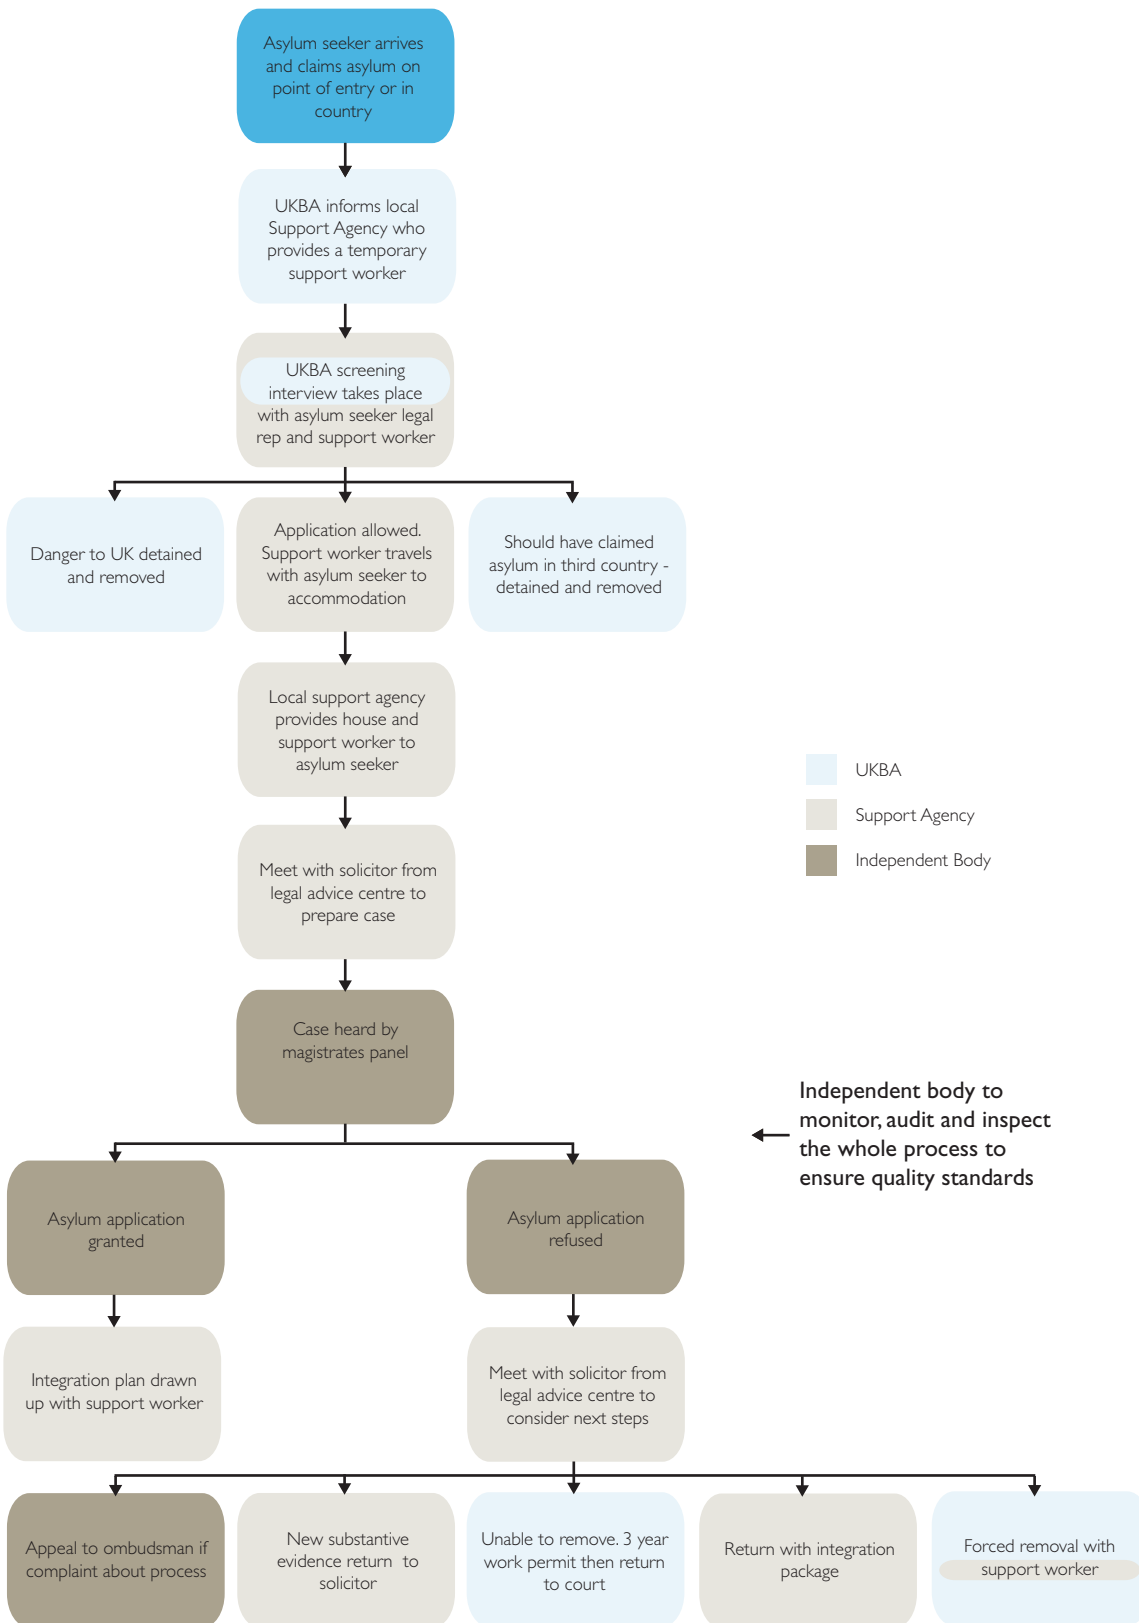 Asylum seeker arrives
and claims asylum on
point of entry or in
country
UKBA informs local
Support Agency who
provides a temporary
support worker
UKBA screening
interview takes place
with asylum seeker legal
rep and support worker
Danger to UK detained
and removed
Application allowed.
Support worker travels
with asylum seeker to
accommodation
Should have claimed
asylum in third country -
detained and removed
Local support agency
provides house and
support worker to
asylum seeker
UKBA
Support Agency
Independent Body
Meet with solicitor from
legal advice centre to
prepare case
Case heard by
magistrates panel
Independent body to
monitor, audit and inspect
the whole process to
ensure quality standards
Asylum application
granted
Asylum application
refused
Integration plan drawn
up with support worker
Meet with solicitor from
legal advice centre to
consider next steps
Appeal to ombudsman if
complaint about process
New substantive
evidence return to
solicitor
Unable to remove. 3 year
work permit then return
to court
Return with integration
package
Forced removal with
support worker